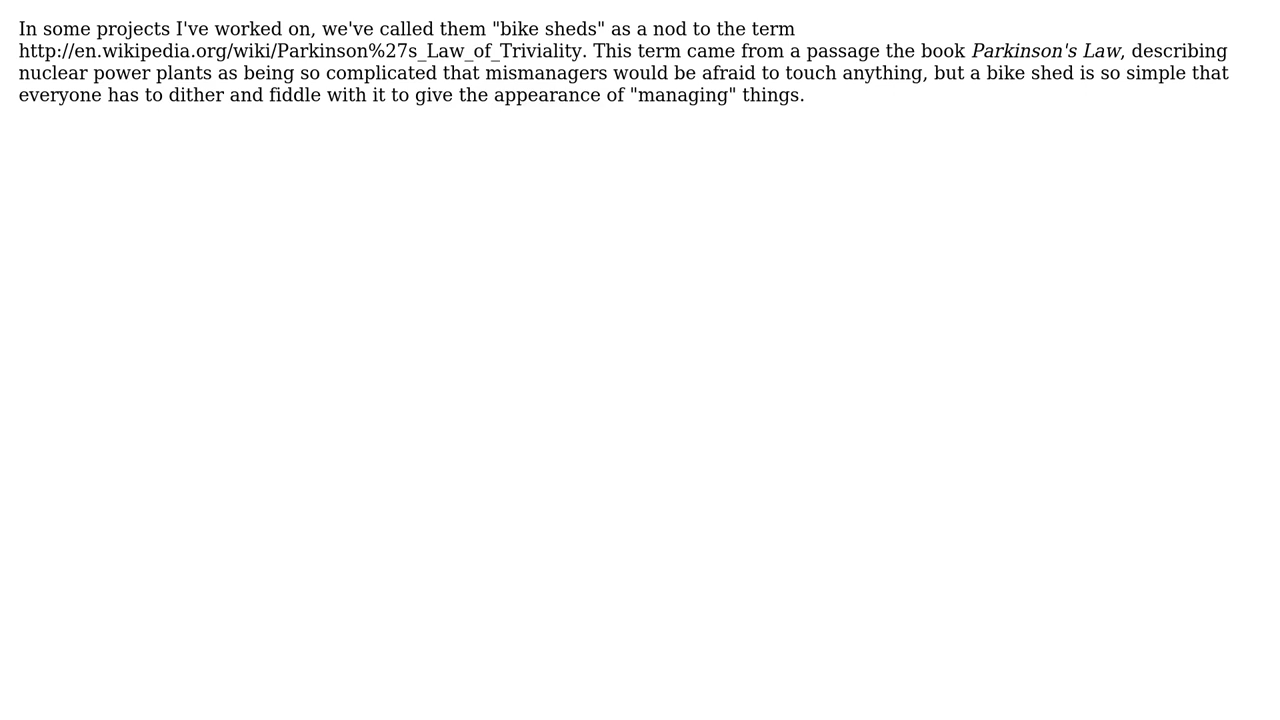 In some projects I've worked on, we've called them "bike sheds" as a nod to the term
http://en.wikipedia.org/wiki/Parkinson%27s_Law_of_Triviality. This term came from a passage the book Parkinson's Law, describing
nuclear power plants as being so complicated that mismanagers would be afraid to touch anything, but a bike shed is so simple that
everyone has to dither and fiddle with it to give the appearance of "managing" things.